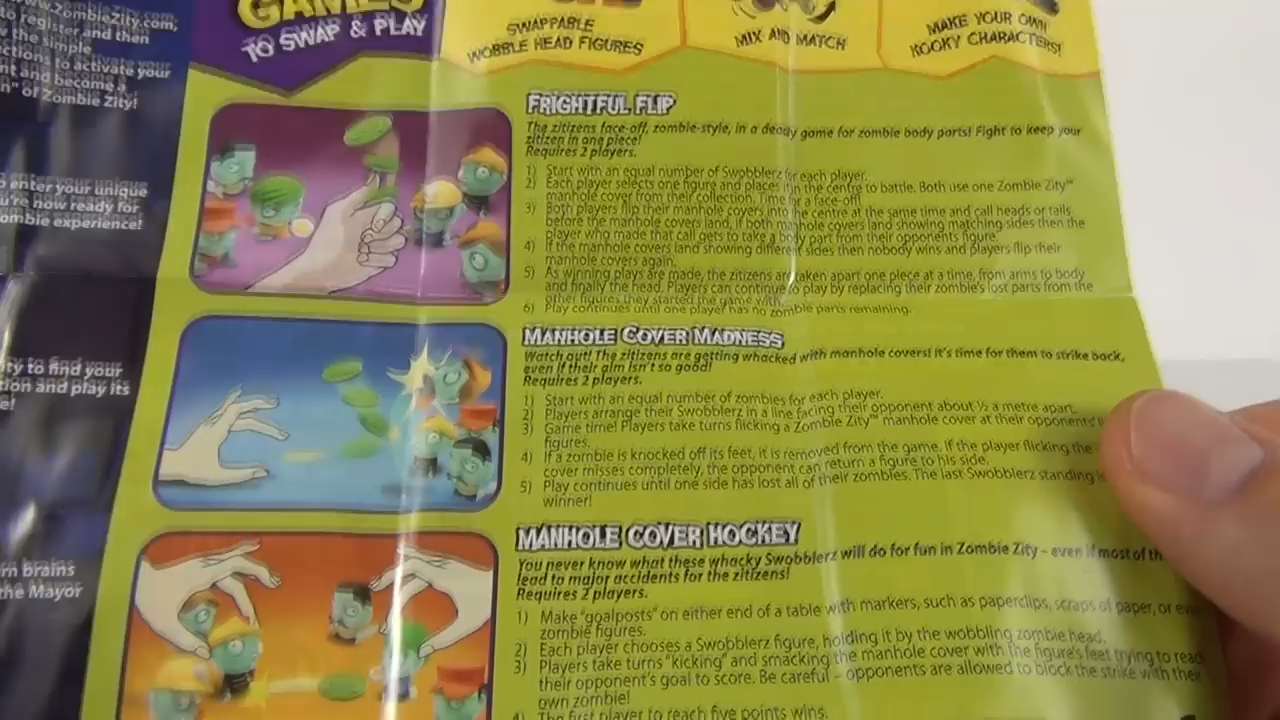 www.ZombieZity.com,
to register and then
the simple
ctions to activate your
nt and become a
n" of Zombie Zity!
enter your unique
u're now ready for
ombie experience!
ty to find your
tion and play its
e!
rn brains
the Mayor
GAMES
TO SWAP & PLAY
SWAPPABLE
WOBBLE HEAD FIGURES
MIX AND MATCH
MAKE YOUR OWN
KOOKY CHARACTERS!
FRIGHTFUL FLIP
The zitizens face-off, zombie-style, in a deady game for zombie body parts! Fight to keep your
zitizen in one piece!
Requires 2 players.
1) Start with an equal number of Swobblerz for each player.
2) Each player selects one figure and places it in the centre to battle. Both use one Zombie Zity™
manhole cover from their collection. Time for a face-off!
3) Both players flip their manhole covers into the centre at the same time and call heads or tails
before the manhole covers land, if both manhole covers land showing matching sides then the
player who made that call gets to take a body part from their opponents figure.
4) If the manhole covers land showing different sides then nobody wins and players flip their
manhole covers again.
5) As winning plays are made, the zitizens are taken apart one piece at a time, from arms to body
and finally the head. Players can continue to play by replacing their zombie's lost parts from the
other figures they started the game with.
6) Play continues until one player has no zombie parts remaining.
MANHOLE COVER MADNESS
Watch out! The zitizens are getting whacked with manhole covers! It's time for them to strike back,
even if their aim isn't so good!
Requires 2 players.
1) Start with an equal number of zombies for each player.
2) Players arrange their Swobblerz in a line facing their opponent about ½ a metre apart.
3) Game time! Players take turns flicking a Zombie Zity™ manhole cover at their opponents'
figures.
4) If a zombie is knocked off its feet, it is removed from the game. If the player flicking the
cover misses completely, the opponent can return a figure to his side.
5) Play continues until one side has lost all of their zombies. The last Swobblerz standing
winner!
MANHOLE COVER HOCKEY
You never know what these whacky Swobblerz will do for fun in Zombie Zity – even if most of th
lead to major accidents for the zitizens!
Requires 2 players.
1) Make "goalposts" on either end of a table with markers, such as paperclips, scraps of paper, or ev
zombie figures.
2) Each player chooses a Swobblerz figure, holding it by the wobbling zombie head.
3) Players take turns "kicking" and smacking the manhole cover with the figure's feet trying to reac
their opponent's goal to score. Be careful – opponents are allowed to block the strike with their
own zombie!
4) The first player to reach five points wins.